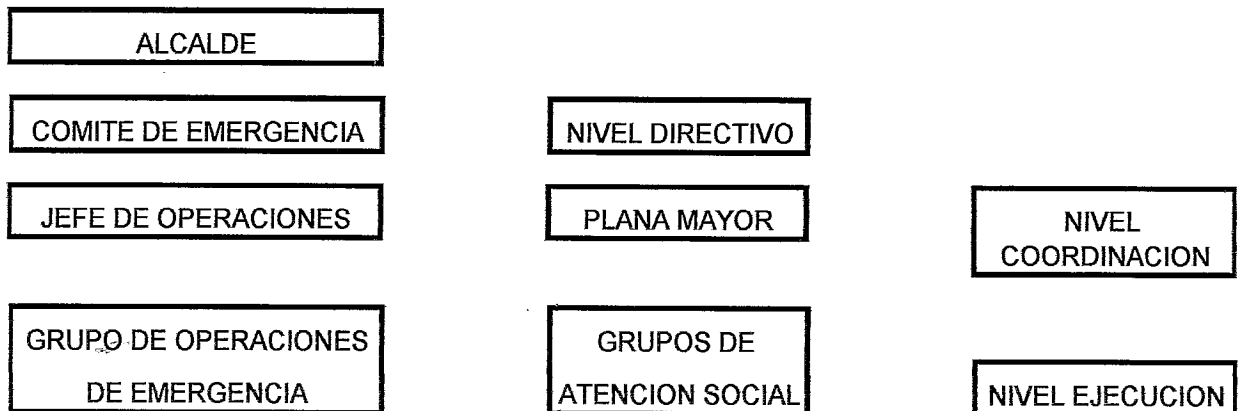 ALCALDE
COMITE DE EMERGENCIA
NIVEL DIRECTIVO
JEFE DE OPERACIONES
PLANA MAYOR
NIVEL
COORDINACION
GRUPO DE OPERACIONES
DE EMERGENCIA
GRUPOS DE
ATENCION SOCIAL
NIVEL EJECUCION